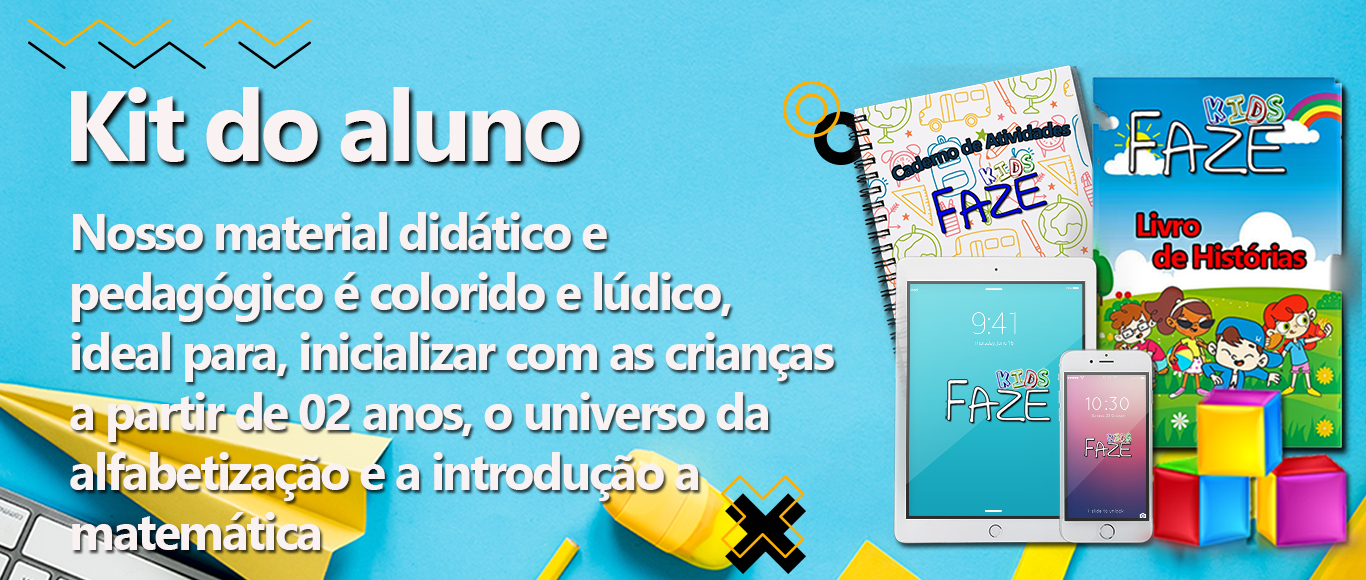 Kit do aluno
Nosso material didático e
pedagógico é colorido e lúdico,
ideal para, inicializar com as crianças
a partir de 02 anos, o universo da
alfabetização e a introdução a
matemática
Caderno de Atividades
KIDS
FAZE
KIDS
FAZE
Livro
de Histórias
9:41
KIDS
FAZE
10:30
KIDS
FAZE